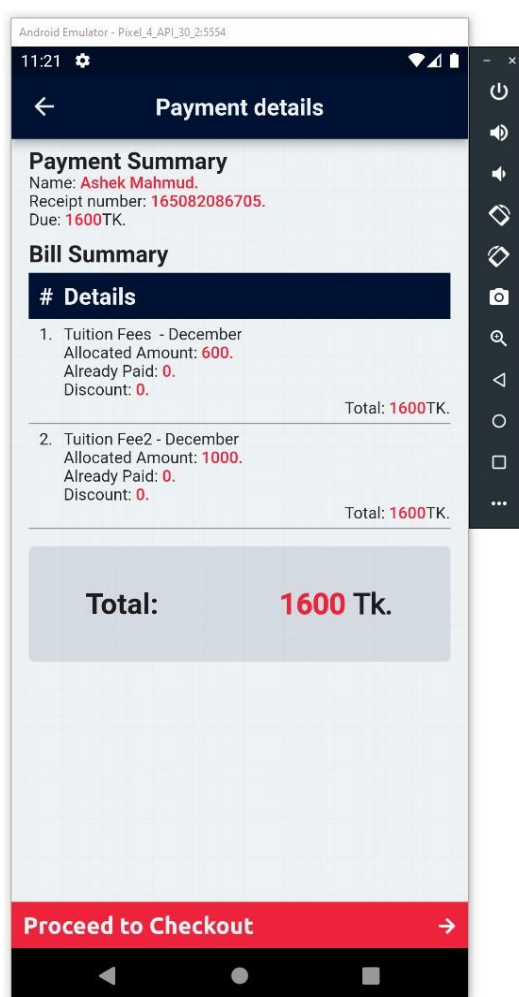 Android Emulator - Pixel_4_API_30_2:5554
11:21
Payment details
Payment Summary
Name: Ashek Mahmud.
Receipt number: 165082086705.
Due: 1600TK.
Bill Summary
# Details
1. Tuition Fees - December
Allocated Amount: 600.
Already Paid: 0.
Discount: 0.
Total: 1600TK.
2. Tuition Fee2 - December
Allocated Amount: 1000.
Already Paid: 0.
Discount: 0.
Total: 1600TK.
Total: 1600 Tk.
Proceed to Checkout